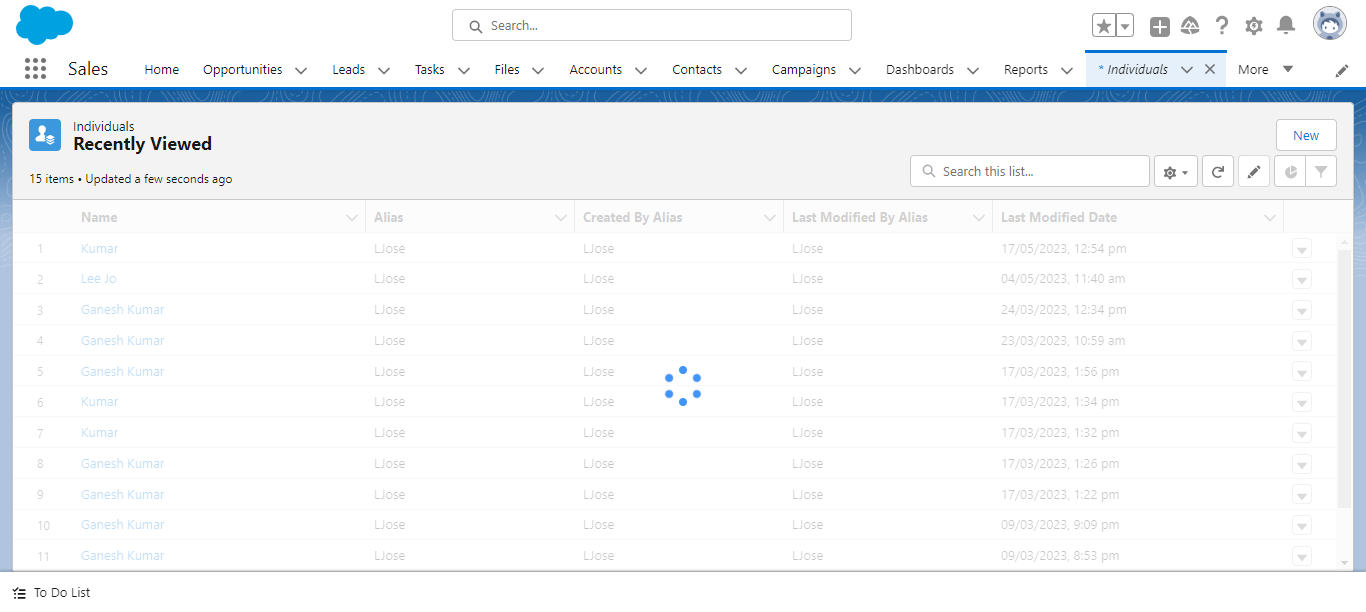 Search...
Sales Home Opportunities Leads Tasks Files Accounts Contacts Campaigns Dashboards Reports * Individuals More
Individuals
Recently Viewed
New
15 items • Updated a few seconds ago
Search this list...
Name Alias Created By Alias Last Modified By Alias Last Modified Date
1 Kumar LJose LJose LJose 17/05/2023, 12:54 pm
2 Lee Jo LJose LJose LJose 04/05/2023, 11:40 am
3 Ganesh Kumar LJose LJose LJose 24/03/2023, 12:34 pm
4 Ganesh Kumar LJose LJose LJose 23/03/2023, 10:59 am
5 Ganesh Kumar LJose LJose LJose 17/03/2023, 1:56 pm
6 Kumar LJose LJose LJose 17/03/2023, 1:34 pm
7 Kumar LJose LJose LJose 17/03/2023, 1:32 pm
8 Ganesh Kumar LJose LJose LJose 17/03/2023, 1:26 pm
9 Ganesh Kumar LJose LJose LJose 17/03/2023, 1:22 pm
10 Ganesh Kumar LJose LJose LJose 09/03/2023, 9:09 pm
11 Ganesh Kumar LJose LJose LJose 09/03/2023, 8:53 pm
To Do List